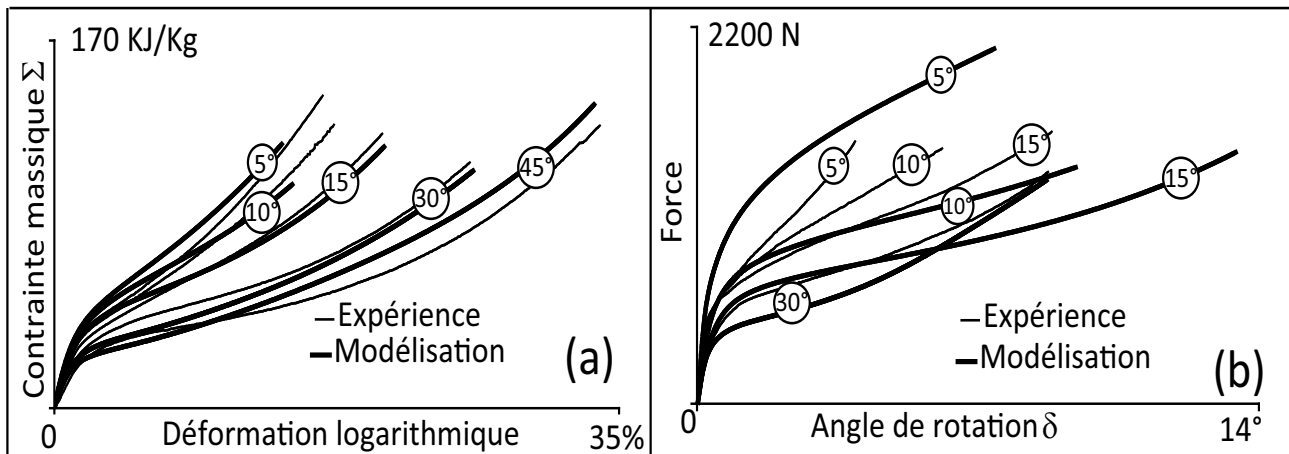 170 KJ/Kg
Contrainte massique Σ
5°
10°
15°
30°
45°
Expérience
Modélisation
(a)
0
Déformation logarithmique
35%
2200 N
Force
5°
5°
10°
15°
10°
15°
30°
Expérience
Modélisation
(b)
0
Angle de rotation δ
14°